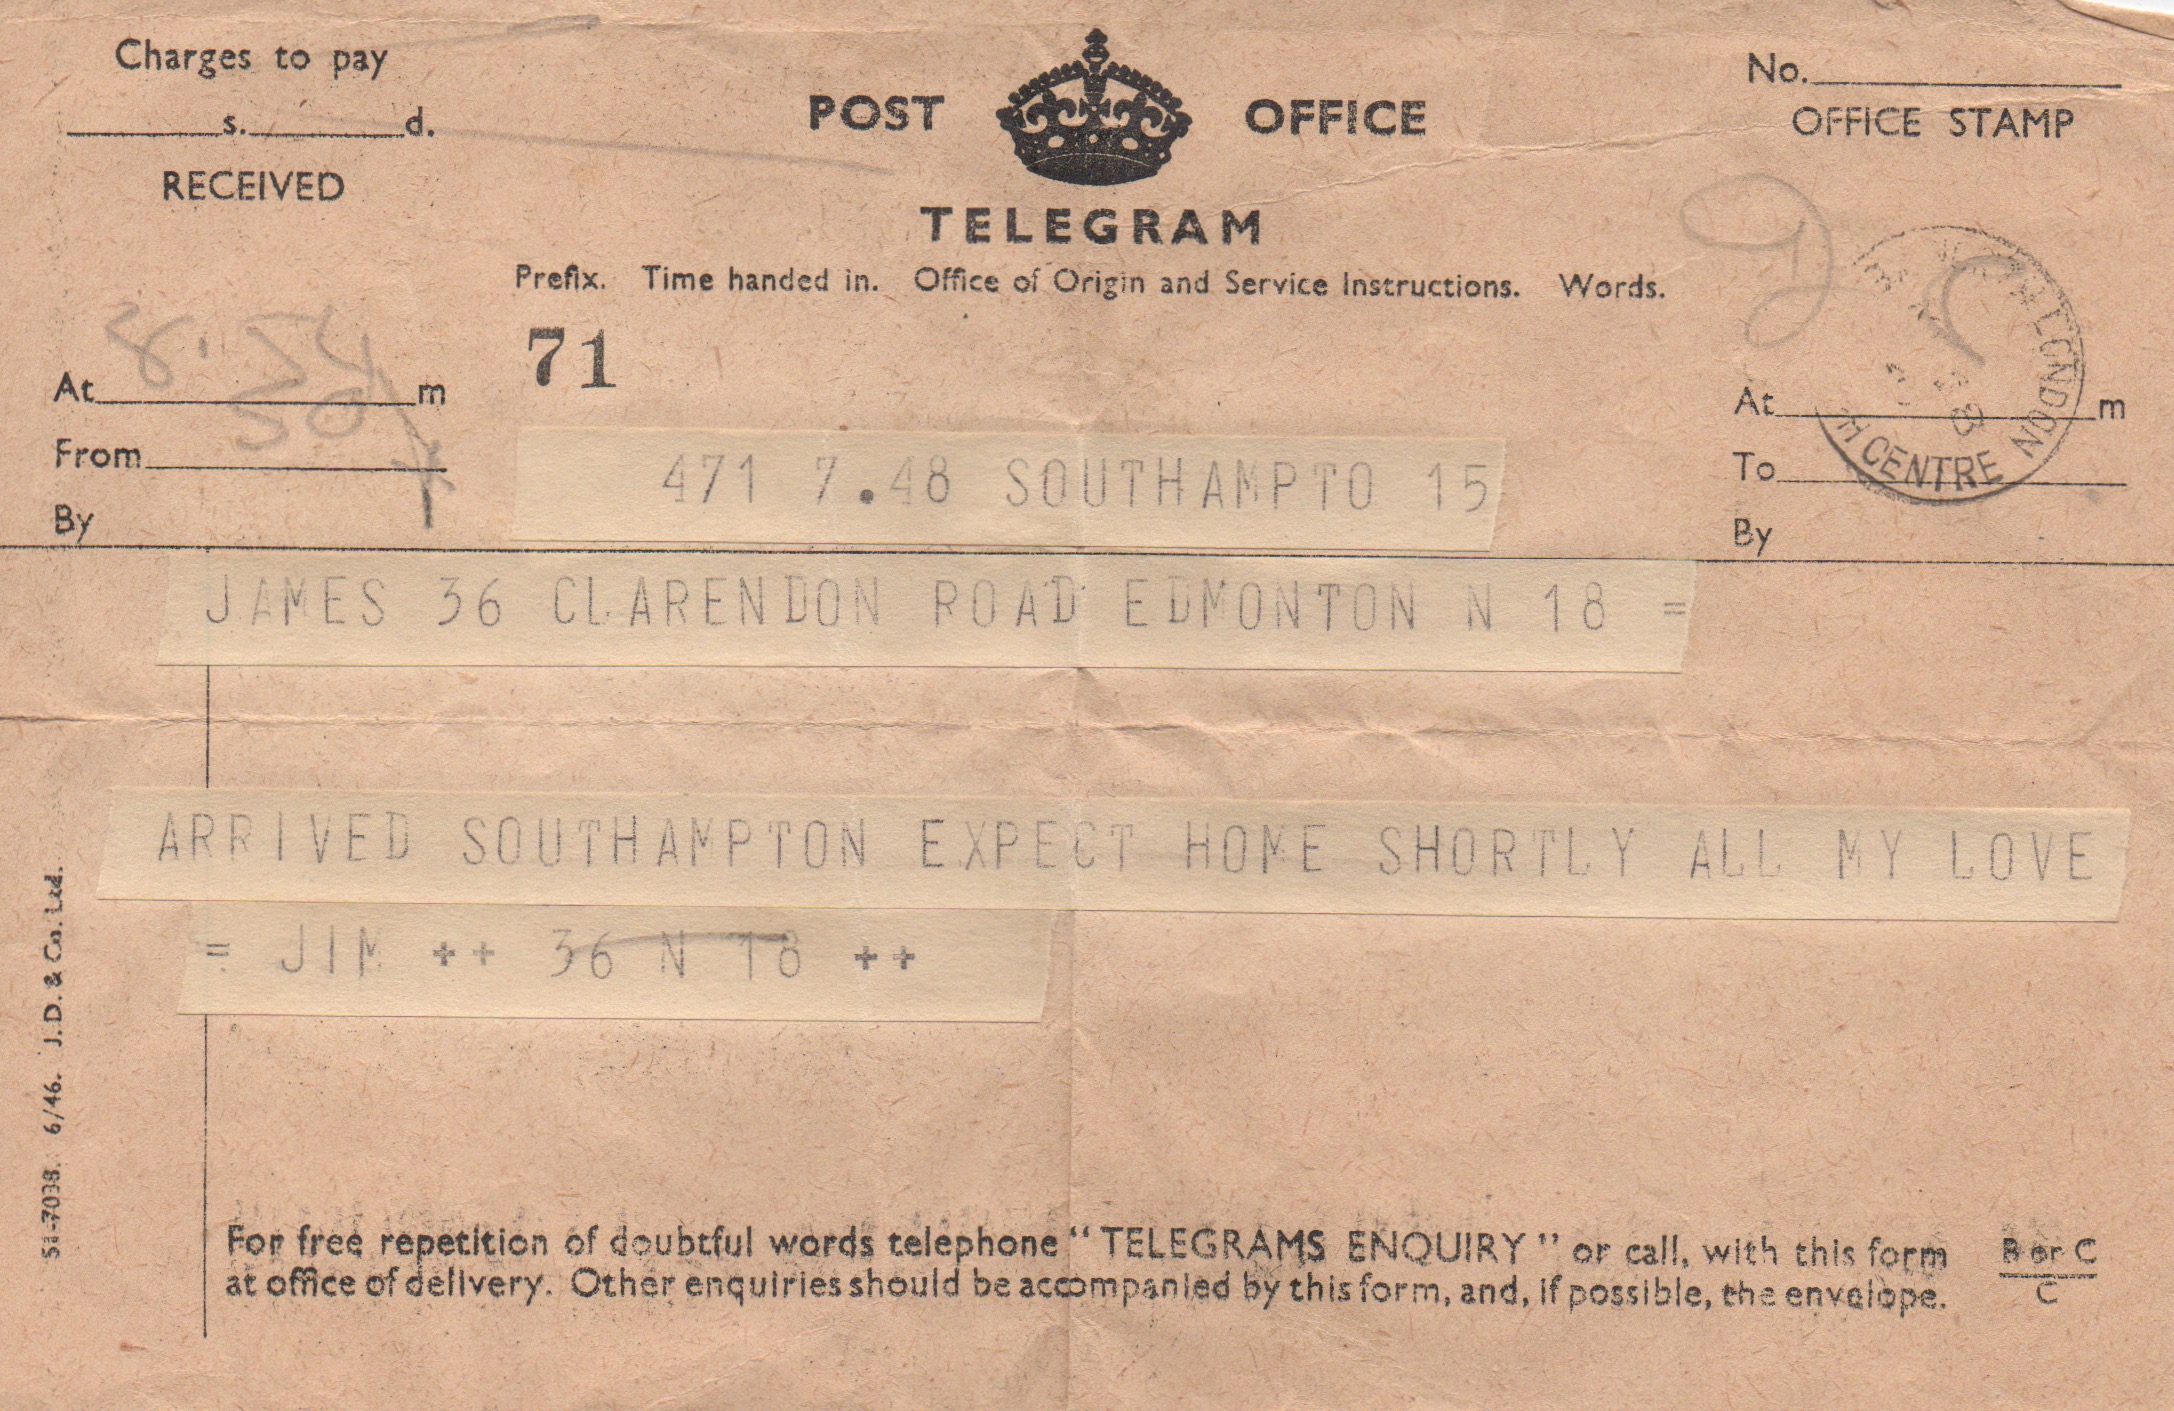 Charges to pay
s. d.
RECEIVED
POST OFFICE
TELEGRAM
No.
OFFICE STAMP
Prefix. Time handed in. Office of Origin and Service Instructions. Words.
71
At m
From
By
At m
To
By
LONDON
H CENTRE
471 7.48 SOUTHAMPTO 15
JAMES 36 CLARENDON ROAD EDMONTON N 18 =
ARRIVED SOUTHAMPTON EXPECT HOME SHORTLY ALL MY LOVE
= JIM ++ 36 N 18 ++
51-7038. 6/46. J.D. & Co. Ltd.
For free repetition of doubtful words telephone "TELEGRAMS ENQUIRY" or call, with this form
at office of delivery. Other enquiries should be accompanied by this form, and, if possible, the envelope.
B or C
C